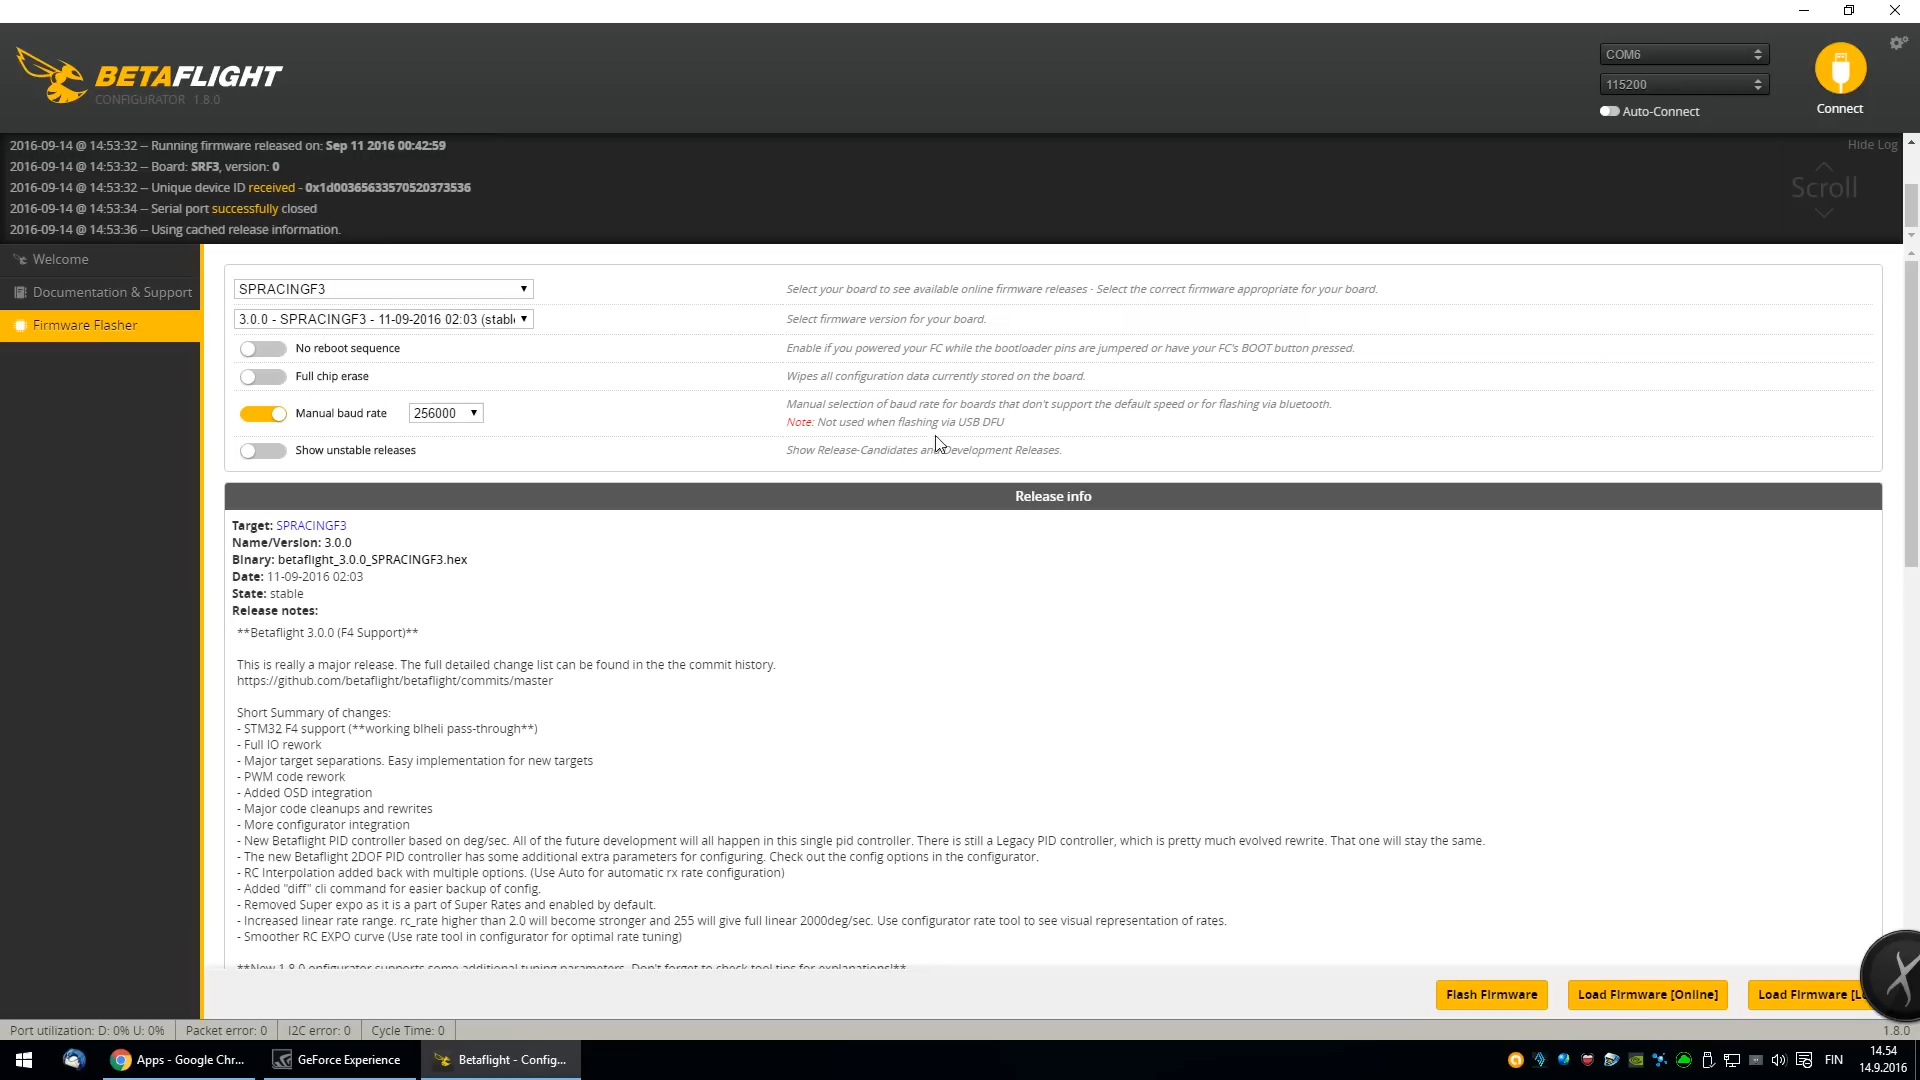 BETAFLIGHT
CONFIGURATOR 1.8.0
COM6
115200
Auto-Connect
Connect
2016-09-14 @ 14:53:32 -- Running firmware released on: Sep 11 2016 00:42:59
2016-09-14 @ 14:53:32 -- Board: SRF3, version: 0
2016-09-14 @ 14:53:32 -- Unique device ID received - 0x1d00365633570520373536
2016-09-14 @ 14:53:34 -- Serial port successfully closed
2016-09-14 @ 14:53:36 -- Using cached release information.
Hide Log
Scroll
Welcome
Documentation & Support
Firmware Flasher
SPRACINGF3
Select your board to see available online firmware releases - Select the correct firmware appropriate for your board.
3.0.0 - SPRACINGF3 - 11-09-2016 02:03 (stabl
Select firmware version for your board.
No reboot sequence
Enable if you powered your FC while the bootloader pins are jumpered or have your FC's BOOT button pressed.
Full chip erase
Wipes all configuration data currently stored on the board.
Manual baud rate 256000
Manual selection of baud rate for boards that don't support the default speed or for flashing via bluetooth.
Note: Not used when flashing via USB DFU
Show unstable releases
Show Release-Candidates and Development Releases.
Release info
Target: SPRACINGF3
Name/Version: 3.0.0
Binary: betaflight_3.0.0_SPRACINGF3.hex
Date: 11-09-2016 02:03
State: stable
Release notes:
**Betaflight 3.0.0 (F4 Support)**
This is really a major release. The full detailed change list can be found in the the commit history.
https://github.com/betaflight/betaflight/commits/master
Short Summary of changes:
- STM32 F4 support (**working blheli pass-through**)
- Full IO rework
- Major target separations. Easy implementation for new targets
- PWM code rework
- Added OSD integration
- Major code cleanups and rewrites
- More configurator integration
- New Betaflight PID controller based on deg/sec. All of the future development will all happen in this single pid controller. There is still a Legacy PID controller, which is pretty much evolved rewrite. That one will stay the same.
- The new Betaflight 2DOF PID controller has some additional extra parameters for configuring. Check out the config options in the configurator.
- RC Interpolation added back with multiple options. (Use Auto for automatic rx rate configuration)
- Added "diff" cli command for easier backup of config.
- Removed Super expo as it is a part of Super Rates and enabled by default.
- Increased linear rate range. rc_rate higher than 2.0 will become stronger and 255 will give full linear 2000deg/sec. Use configurator rate tool to see visual representation of rates.
- Smoother RC EXPO curve (Use rate tool in configurator for optimal rate tuning)
**New 1.8.0 onfigurator supports some additional tuning parameters. Don't forget to check tool tips for explanations!**
Flash Firmware
Load Firmware [Online]
Load Firmware [L
Port utilization: D: 0% U: 0%
Packet error: 0
I2C error: 0
Cycle Time: 0
1.8.0
Apps - Google Chr...
GeForce Experience
Betaflight - Config...
FIN
14.54
14.9.2016